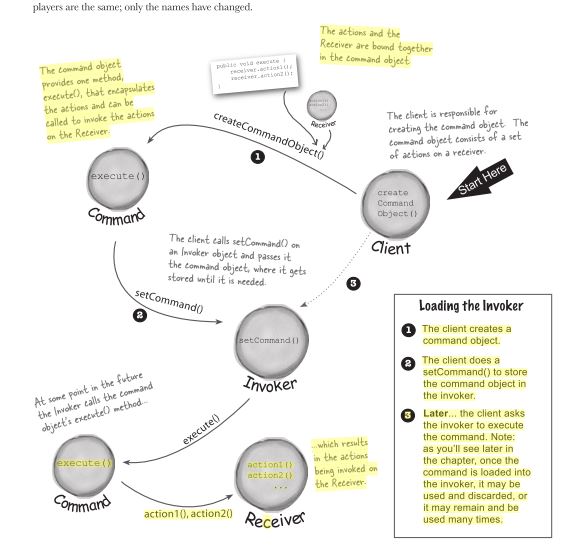 players are the same; only the names have changed.
The actions and the
Receiver are bound together
in the command object
public void execute {
receiver.action1();
receiver.action2();
}
The command object
provides one method,
execute(), that encapsulates
the actions and can be
called to invoke the actions
on the Receiver.
Receiver
createCommandObject()
1
The client is responsible for
creating the command object. The
command object consists of a set
of actions on a receiver.
Start Here
execute()
Command
create
Command
Object()
Client
The client calls setCommand() on
an Invoker object and passes it
the command object, where it gets
stored until it is needed.
3
setCommand()
2
setCommand()
Invoker
Loading the Invoker
1 The client creates a
command object.
2 The client does a
setCommand() to store
the command object in
the invoker.
3 Later... the client asks
the invoker to execute
the command. Note:
as you'll see later in
the chapter, once the
command is loaded into
the invoker, it may be
used and discarded, or
it may remain and be
used many times.
At some point in the future
the Invoker calls the command
object's execute() method...
execute()
execute()
Command
action1(), action2()
action1()
action2()
...
Receiver
...which results
in the actions
being invoked on
the Receiver.